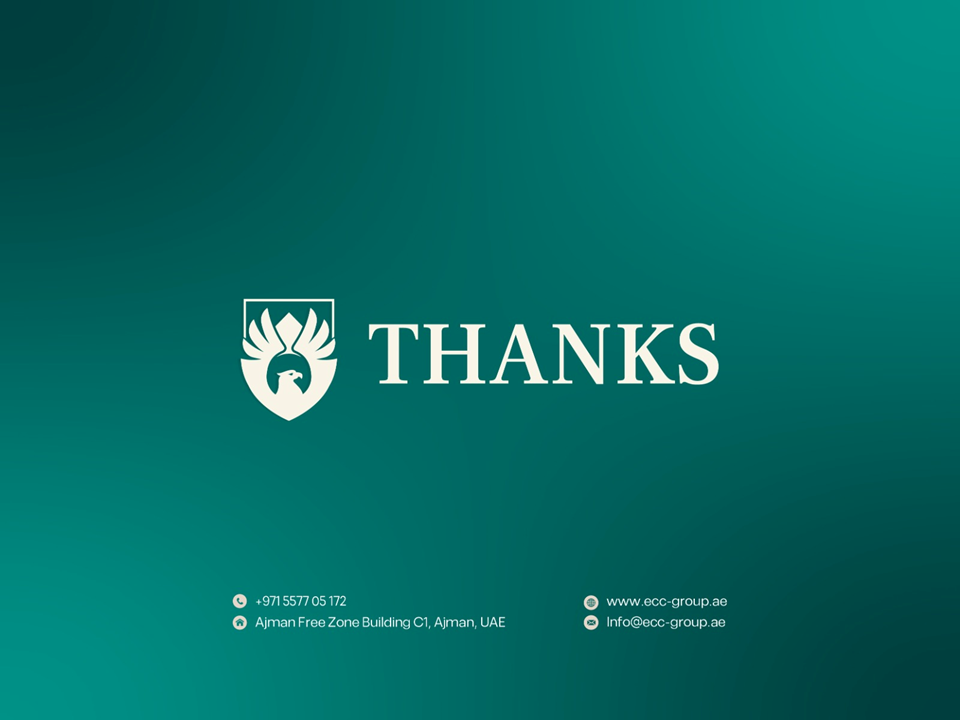 THANKS
+971 5577 05 172
Ajman Free Zone Building C1, Ajman, UAE
www.ecc-group.ae
Info@ecc-group.ae